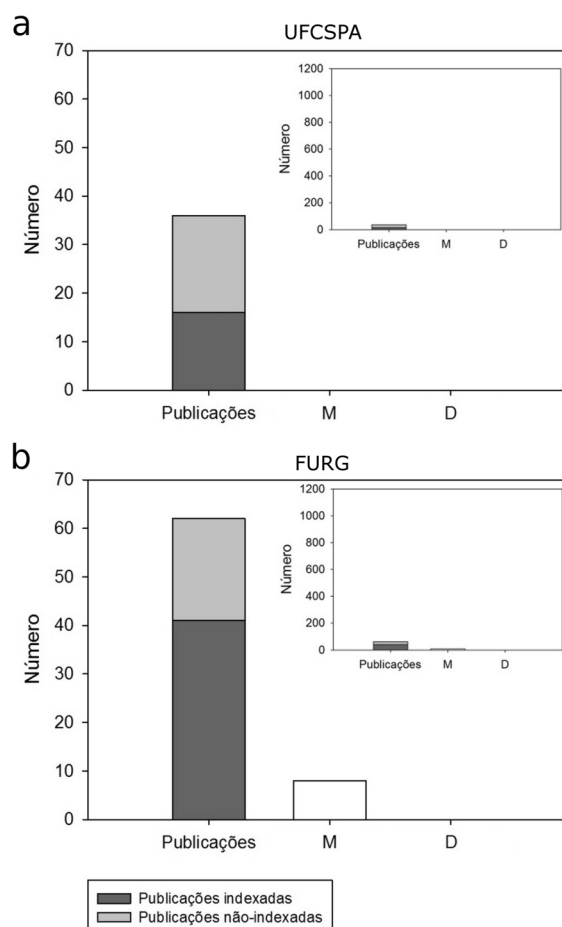 a
UFCSPA
70
60
50
40
30
20
10
0
Número
Publicações M D
1200
1000
800
600
400
200
0
Número
Publicações M D
b
FURG
70
60
50
40
30
20
10
0
Número
Publicações M D
1200
1000
800
600
400
200
0
Número
Publicações M D
Publicações indexadas
Publicações não-indexadas